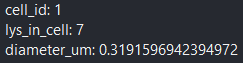 cell_id: 1
lys_in_cell: 7
diameter_um: 0.3191596942394972